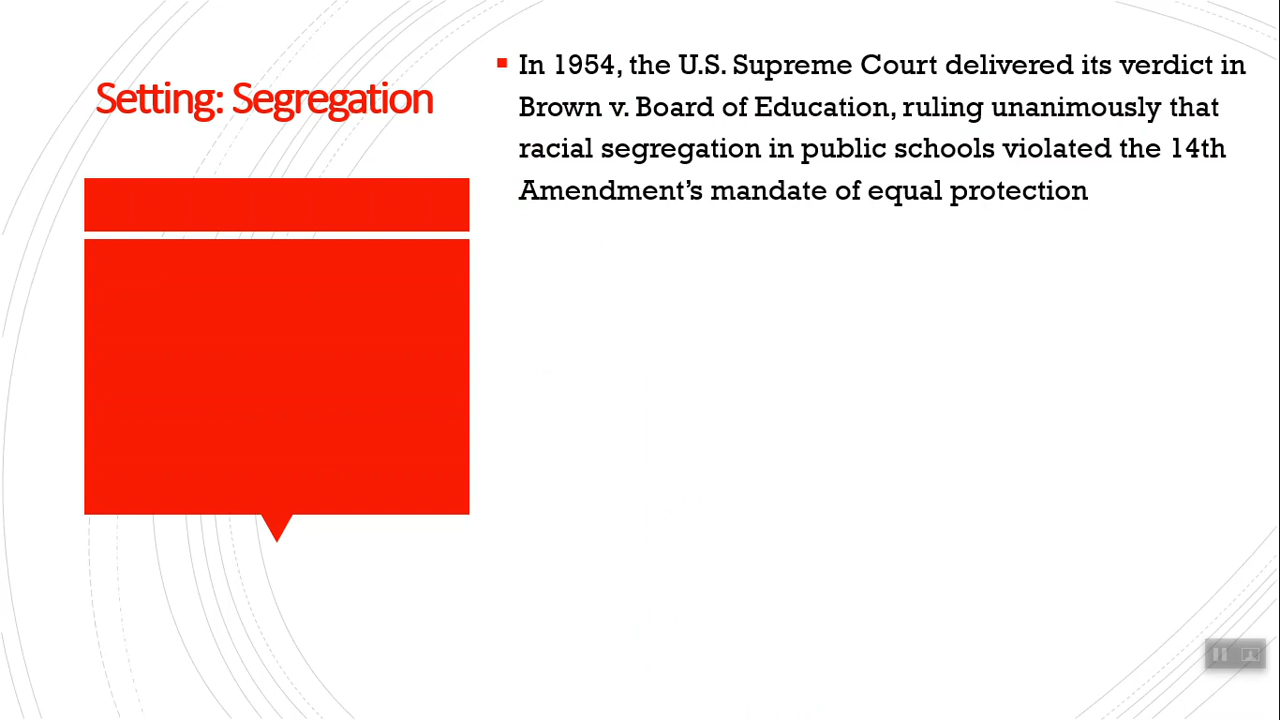 Setting: Segregation
In 1954, the U.S. Supreme Court delivered its verdict in
Brown v. Board of Education, ruling unanimously that
racial segregation in public schools violated the 14th
Amendment’s mandate of equal protection